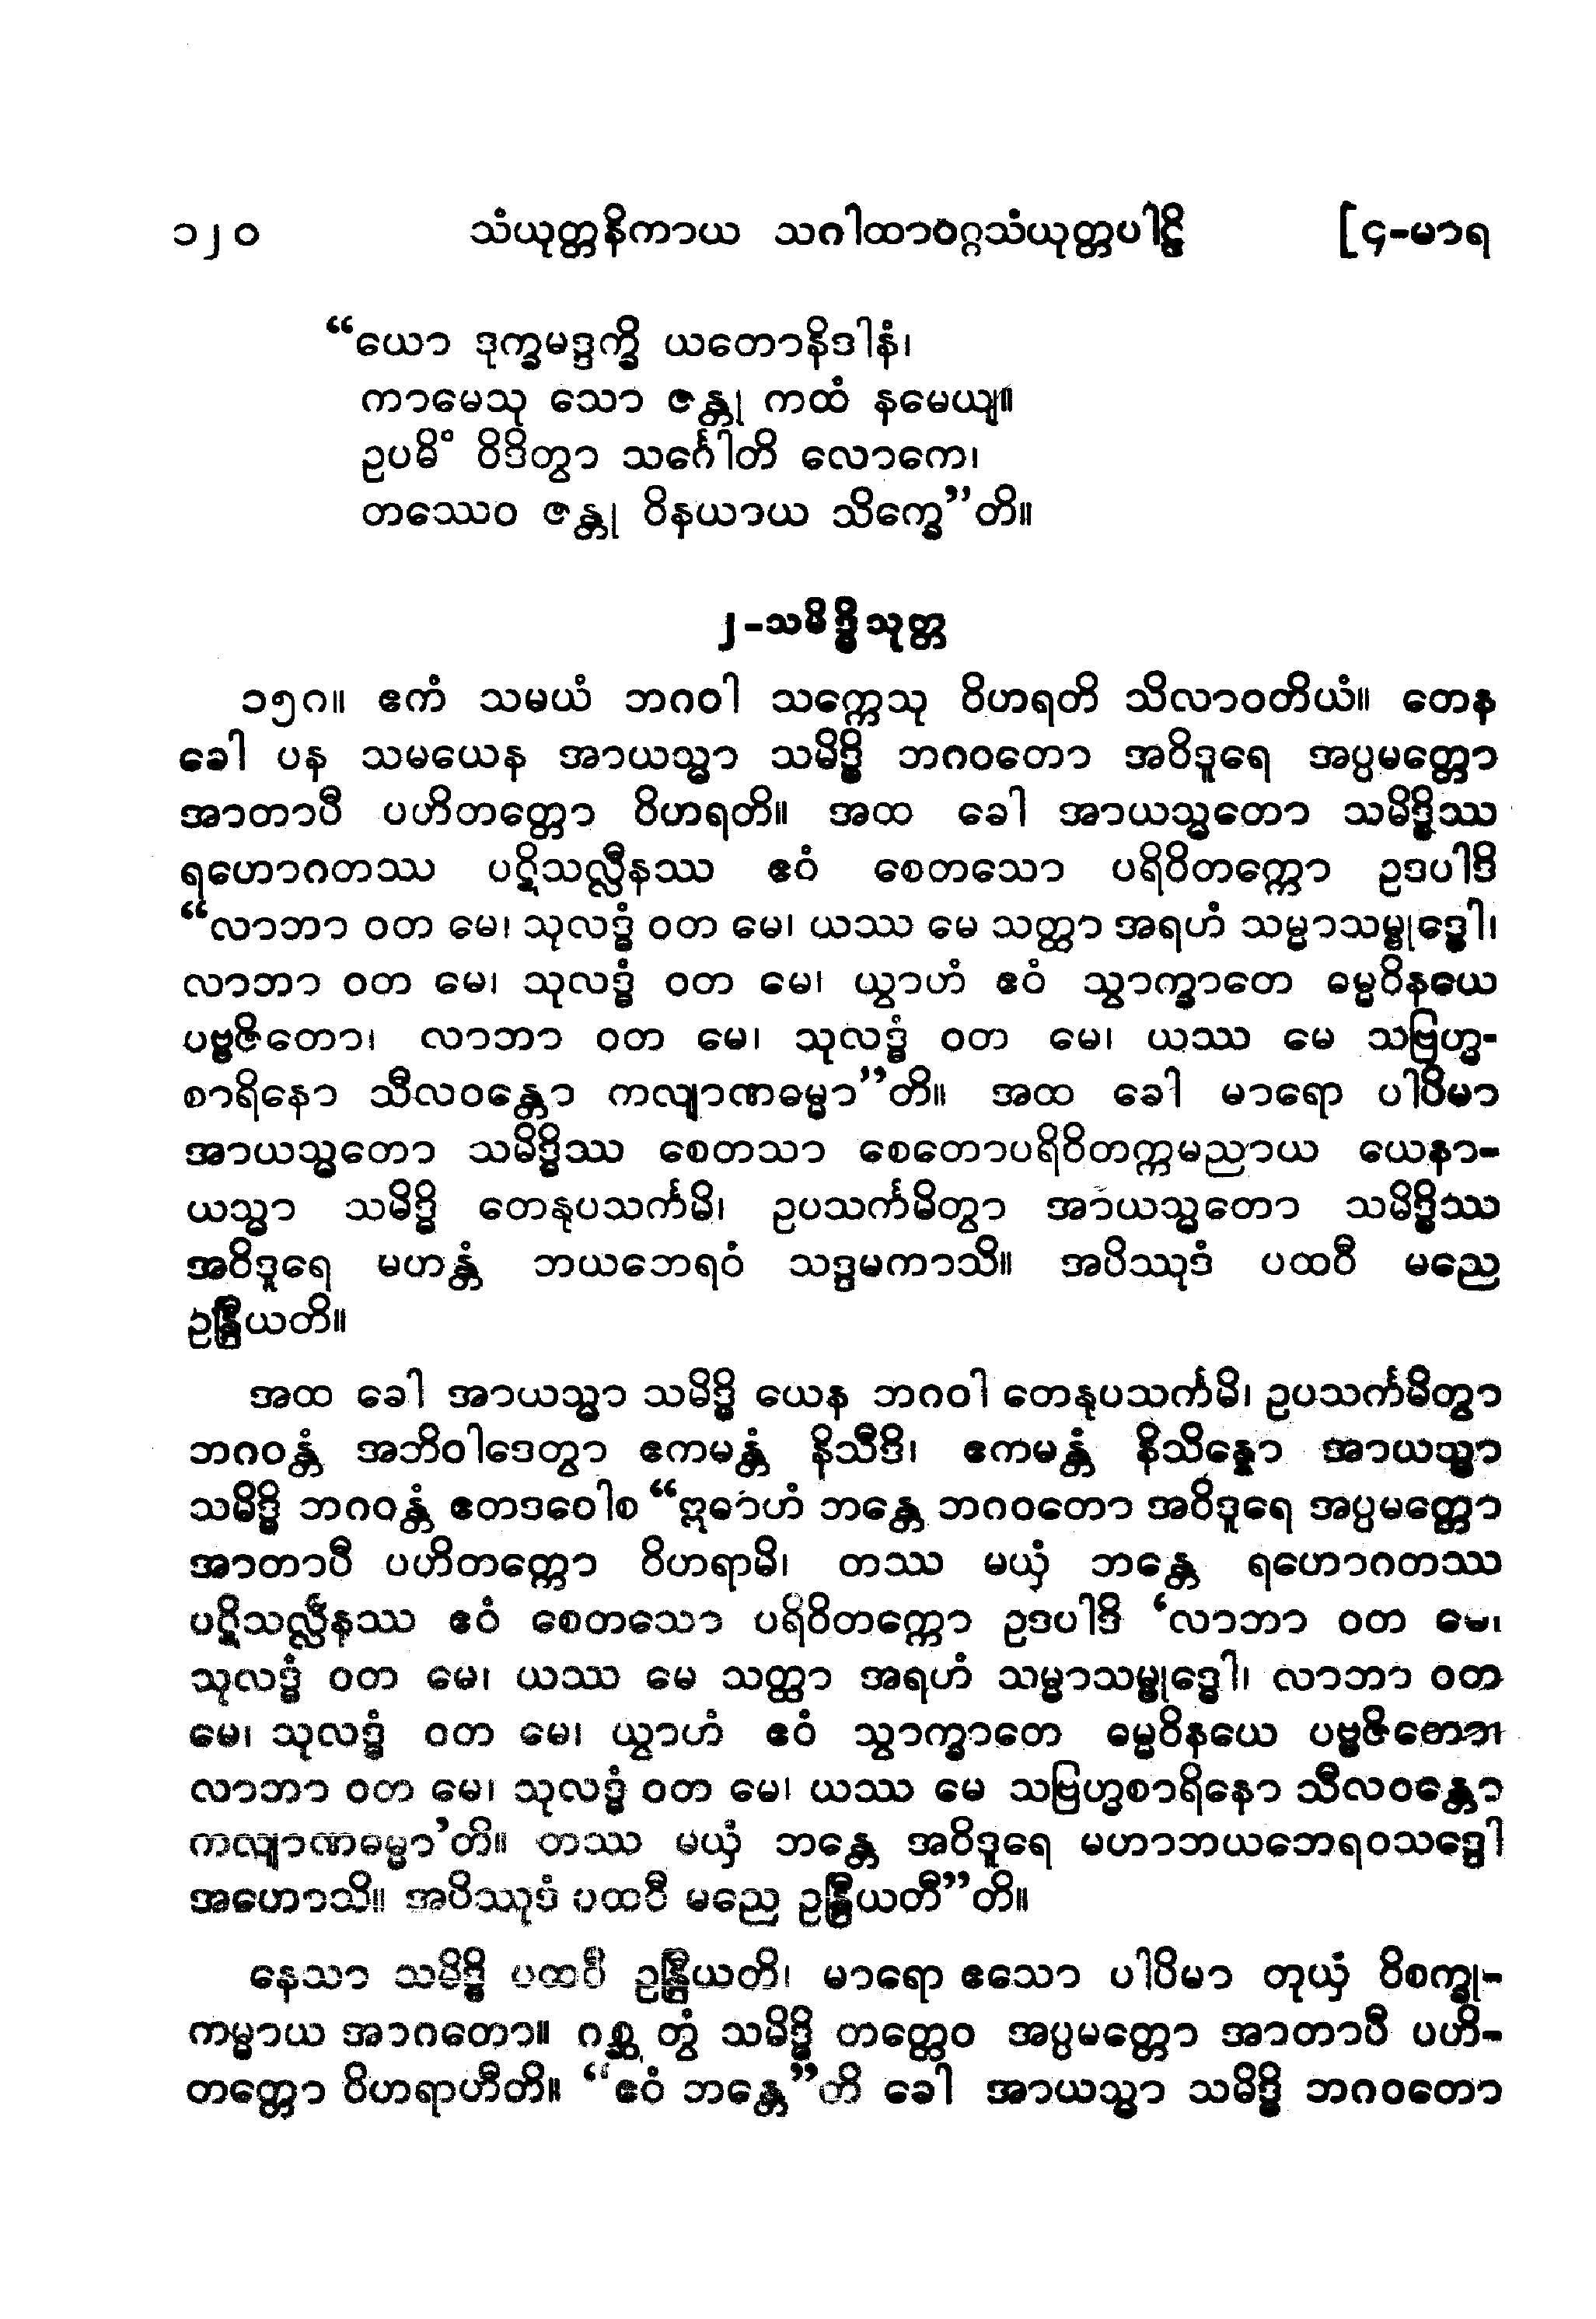 ၁၂၀ သံယုတ္တနိကာယ သဂါထာဝဂ္ဂသံယုတ္တပါဠိ [၄-မာရ
“ယော ဒုက္ခမဒ္ဒက္ခိ ယတောနိဒါနံ၊
ကာမေသု သော ဇန္တု ကထံ နမေယျ။
ဥပဓိံ ဝိဒိတွာ သင်္ဂေါတိ လောကေ၊
တဿေဝ ဇန္တု ဝိနယာယ သိက္ခေ”တိ။
၂-သမိဒ္ဓိသုတ္တ
၁၅ဂ။ ဧကံ သမယံ ဘဂဝါ သက္ကေသု ဝိဟရတိ သိလာဝတိယံ။ တေန
ခေါ ပန သမယေန အာယသ္မာ သမိဒ္ဓိ ဘဂဝတော အဝိဒူရေ အပ္ပမတ္တော
အာတာပီ ပဟိတတ္တော ဝိဟရတိ။ အထ ခေါ အာယသ္မတော သမိဒ္ဓိဿ
ရဟောဂတဿ ပဋိသလ္လီနဿ ဧဝံ စေတသော ပရိဝိတက္ကော ဥဒပါဒိ
“လာဘာ ဝတ မေ၊ သုလဒ္ဓံ ဝတ မေ၊ ယဿ မေ သတ္ထာ အရဟံ သမ္မာသမ္ဗုဒ္ဓေါ၊
လာဘာ ဝတ မေ၊ သုလဒ္ဓံ ဝတ မေ၊ ယွာဟံ ဧဝံ သွာက္ခာတေ ဓမ္မဝိနယေ
ပဗ္ဗဇိတော၊ လာဘာ ဝတ မေ၊ သုလဒ္ဓံ ဝတ မေ၊ ယဿ မေ သဗြဟ္မ-
စာရိနော သီလဝန္တော ကလျာဏဓမ္မာ”တိ။ အထ ခေါ မာရော ပါပိမာ
အာယသ္မတော သမိဒ္ဓိဿ စေတသာ စေတောပရိဝိတက္ကမညာယ ယေနာ-
ယသ္မာ သမိဒ္ဓိ တေနုပသင်္ကမိ၊ ဥပသင်္ကမိတွာ အာယသ္မတော သမိဒ္ဓိဿ
အဝိဒူရေ မဟန္တံ ဘယဘေရဝံ သဒ္ဒမကာသိ။ အပိဿုဒံ ပထဝီ မညေ
ဥန္ဒြီယတိ။
အထ ခေါ အာယသ္မာ သမိဒ္ဓိ ယေန ဘဂဝါ တေနုပသင်္ကမိ၊ ဥပသင်္ကမိတွာ
ဘဂဝန္တံ အဘိဝါဒေတွာ ဧကမန္တံ နိသီဒိ၊ ဧကမန္တံ နိသိန္နော အာယသ္မာ
သမိဒ္ဓိ ဘဂဝန္တံ ဧတဒဝေါစ “ဣဓာဟံ ဘန္တေ ဘဂဝတော အဝိဒူရေ အပ္ပမတ္တော
အာတာပီ ပဟိတတ္တော ဝိဟရာမိ၊ တဿ မယှံ ဘန္တေ ရဟောဂတဿ
ပဋိသလ္လီနဿ ဧဝံ စေတသော ပရိဝိတက္ကော ဥဒပါဒိ ‘လာဘာ ဝတ မေ၊
သုလဒ္ဓံ ဝတ မေ၊ ယဿ မေ သတ္ထာ အရဟံ သမ္မာသမ္ဗုဒ္ဓေါ၊ လာဘာ ဝတ
မေ၊ သုလဒ္ဓံ ဝတ မေ၊ ယွာဟံ ဧဝံ သွာက္ခာတေ ဓမ္မဝိနယေ ပဗ္ဗဇိတော၊
လာဘာ ဝတ မေ၊ သုလဒ္ဓံ ဝတ မေ၊ ယဿ မေ သဗြဟ္မစာရိနော သီလဝန္တော
ကလျာဏဓမ္မာ’တိ။ တဿ မယှံ ဘန္တေ အဝိဒူရေ မဟာဘယဘေရဝသဒ္ဒေါ
အဟောသိ။ အပိဿုဒံ ပထဝီ မညေ ဥန္ဒြီယတီ”တိ။
နေသာ သမိဒ္ဓိ ပထဝီ ဥန္ဒြီယတိ၊ မာရော ဧသော ပါပိမာ တုယှံ ဝိစက္ခု-
ကမ္မာယ အာဂတော။ ဂစ္ဆ တွံ သမိဒ္ဓိ တတ္ထေဝ အပ္ပမတ္တော အာတာပီ ပဟိ-
တတ္တော ဝိဟရာဟီတိ။ “ဧဝံ ဘန္တေ”တိ ခေါ အာယသ္မာ သမိဒ္ဓိ ဘဂဝတော